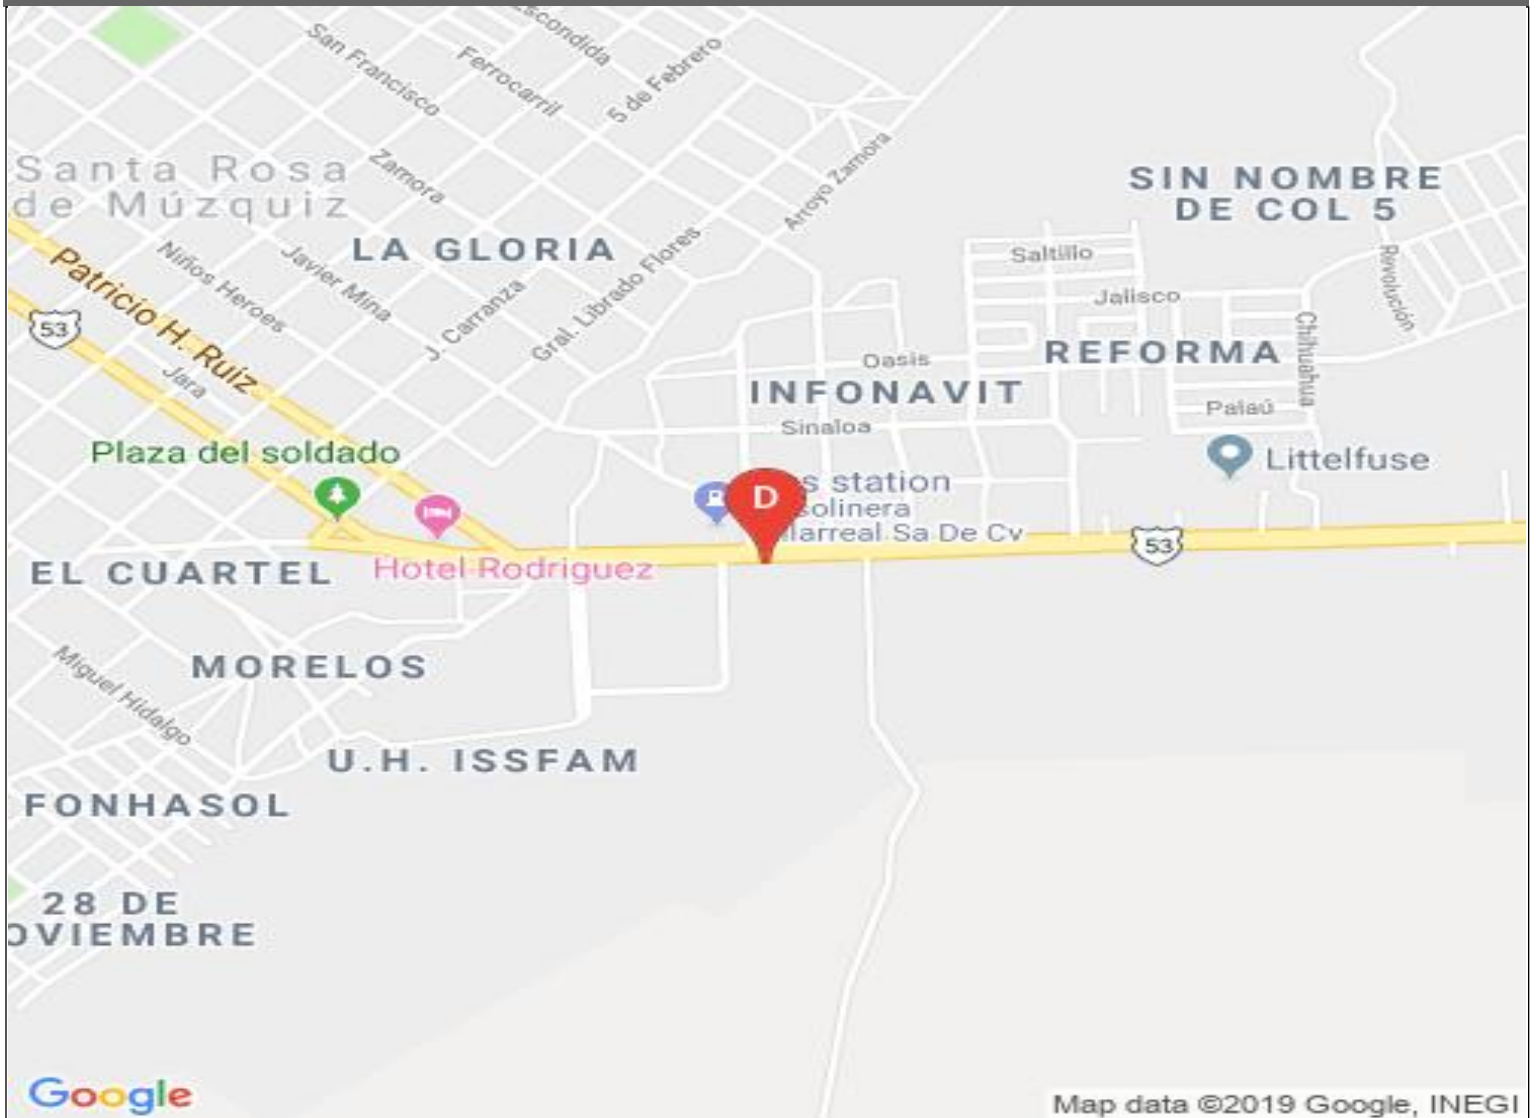 Escondida
San Francisco
Ferrocarril
5 de Febrero
Zamora
Arroyo Zamora
Santa Rosa
de Múzquiz
SIN NOMBRE
DE COL 5
LA GLORIA
Niños Heroes
Javier Mina
J. Carranza
Gral. Librado Flores
Saltillo
Revolución
Patricio H. Ruiz
Jalisco
53
Chihuahua
REFORMA
Oasis
Jara
INFONAVIT
Palaú
Sinaloa
Plaza del soldado
Littelfuse
D
s station
solinera
llarreal Sa De Cv
53
Hotel Rodriguez
EL CUARTEL
MORELOS
Miguel Hidalgo
U.H. ISSFAM
FONHASOL
28 DE
OVIEMBRE
Google
Map data ©2019 Google, INEGI